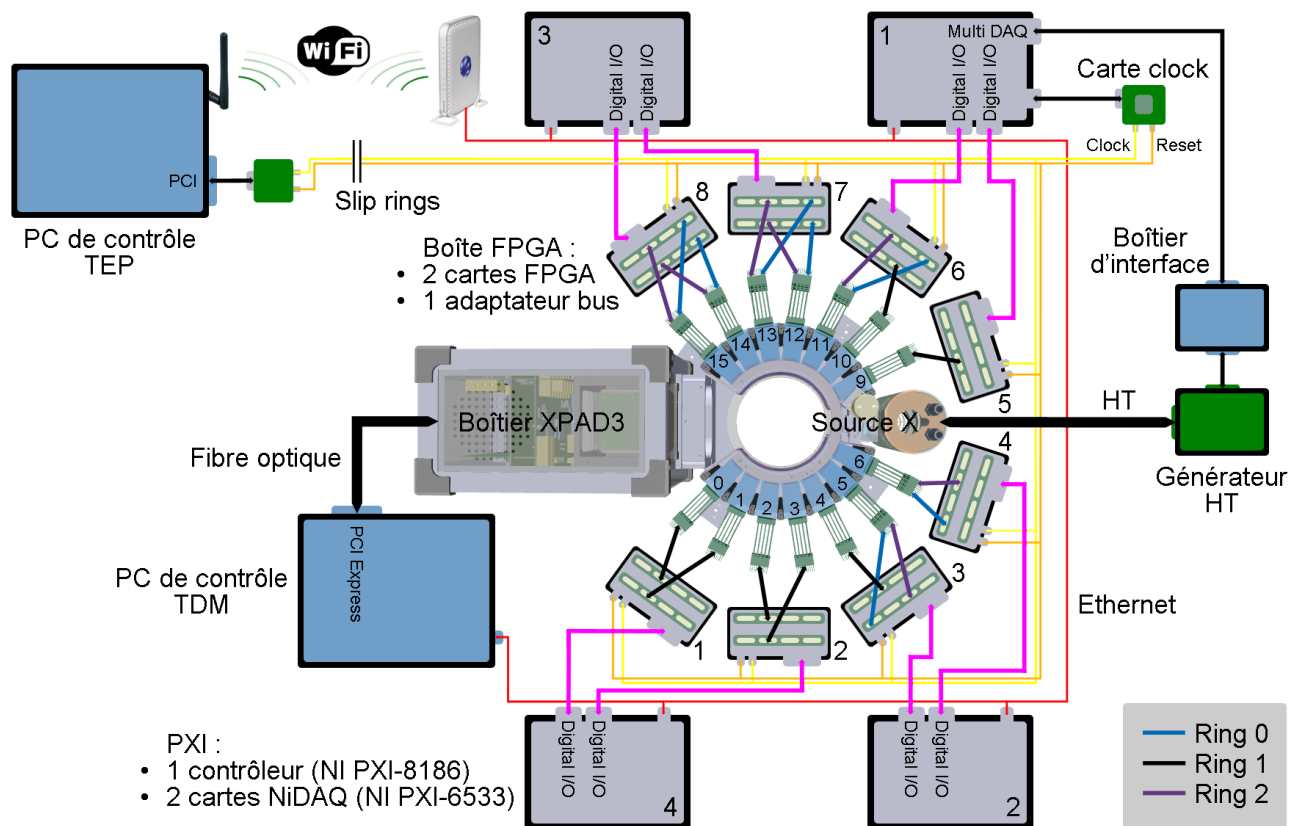 Wi Fi
3
Digital I/O
Digital I/O
1
Multi DAQ
Digital I/O
Digital I/O
Carte clock
Clock
Reset
PCI
Slip rings
PC de contrôle
TEP
Boîte FPGA :
• 2 cartes FPGA
• 1 adaptateur bus
8
7
6
5
4
3
2
1
15
14
13
12
11
10
9
6
5
4
3
2
1
0
Boîtier
d'interface
Boîtier XPAD3
Source X
HT
Générateur
HT
Fibre optique
PC de contrôle
TDM
PCI Express
Ethernet
PXI :
• 1 contrôleur (NI PXI-8186)
• 2 cartes NiDAQ (NI PXI-6533)
Digital I/O
Digital I/O
4
Digital I/O
Digital I/O
2
Ring 0
Ring 1
Ring 2